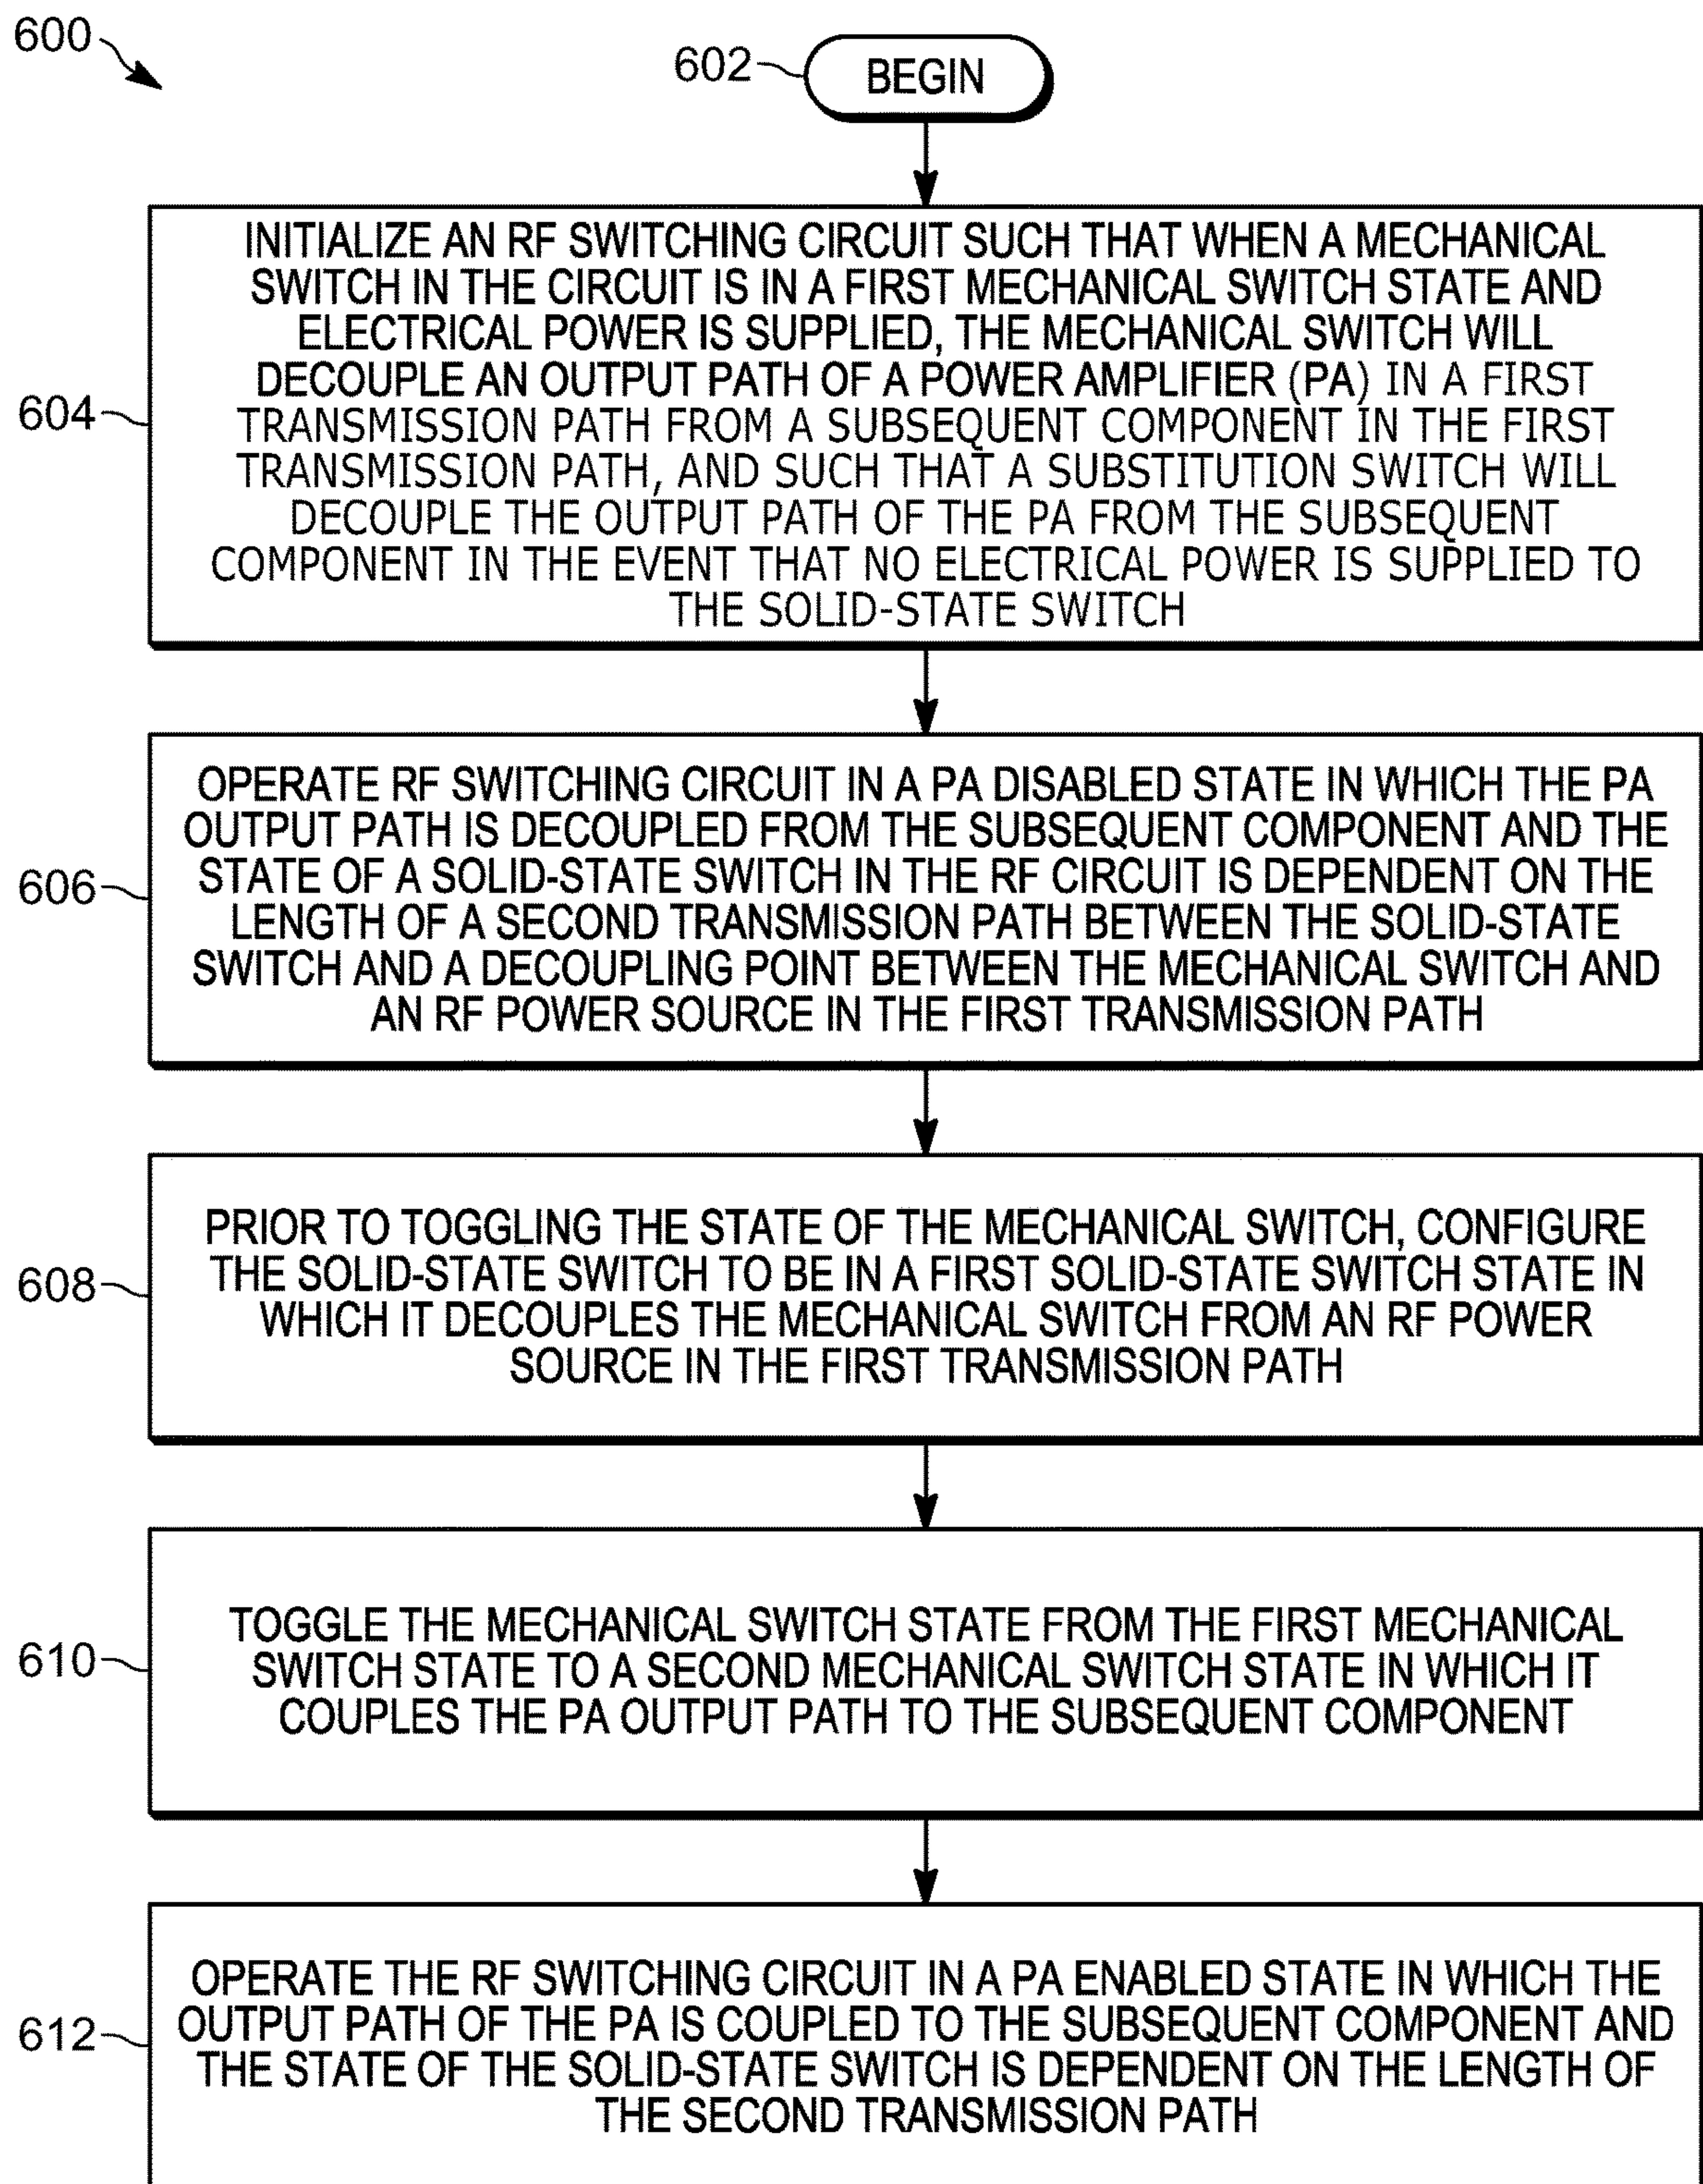 600
602
BEGIN
604
INITIALIZE AN RF SWITCHING CIRCUIT SUCH THAT WHEN A MECHANICAL
SWITCH IN THE CIRCUIT IS IN A FIRST MECHANICAL SWITCH STATE AND
ELECTRICAL POWER IS SUPPLIED, THE MECHANICAL SWITCH WILL
DECOUPLE AN OUTPUT PATH OF A POWER AMPLIFIER (PA) IN A FIRST
TRANSMISSION PATH FROM A SUBSEQUENT COMPONENT IN THE FIRST
TRANSMISSION PATH, AND SUCH THAT A SUBSTITUTION SWITCH WILL
DECOUPLE THE OUTPUT PATH OF THE PA FROM THE SUBSEQUENT
COMPONENT IN THE EVENT THAT NO ELECTRICAL POWER IS SUPPLIED TO
THE SOLID-STATE SWITCH
606
OPERATE RF SWITCHING CIRCUIT IN A PA DISABLED STATE IN WHICH THE PA
OUTPUT PATH IS DECOUPLED FROM THE SUBSEQUENT COMPONENT AND THE
STATE OF A SOLID-STATE SWITCH IN THE RF CIRCUIT IS DEPENDENT ON THE
LENGTH OF A SECOND TRANSMISSION PATH BETWEEN THE SOLID-STATE
SWITCH AND A DECOUPLING POINT BETWEEN THE MECHANICAL SWITCH AND
AN RF POWER SOURCE IN THE FIRST TRANSMISSION PATH
608
PRIOR TO TOGGLING THE STATE OF THE MECHANICAL SWITCH, CONFIGURE
THE SOLID-STATE SWITCH TO BE IN A FIRST SOLID-STATE SWITCH STATE IN
WHICH IT DECOUPLES THE MECHANICAL SWITCH FROM AN RF POWER
SOURCE IN THE FIRST TRANSMISSION PATH
610
TOGGLE THE MECHANICAL SWITCH STATE FROM THE FIRST MECHANICAL
SWITCH STATE TO A SECOND MECHANICAL SWITCH STATE IN WHICH IT
COUPLES THE PA OUTPUT PATH TO THE SUBSEQUENT COMPONENT
612
OPERATE THE RF SWITCHING CIRCUIT IN A PA ENABLED STATE IN WHICH THE
OUTPUT PATH OF THE PA IS COUPLED TO THE SUBSEQUENT COMPONENT AND
THE STATE OF THE SOLID-STATE SWITCH IS DEPENDENT ON THE LENGTH OF
THE SECOND TRANSMISSION PATH